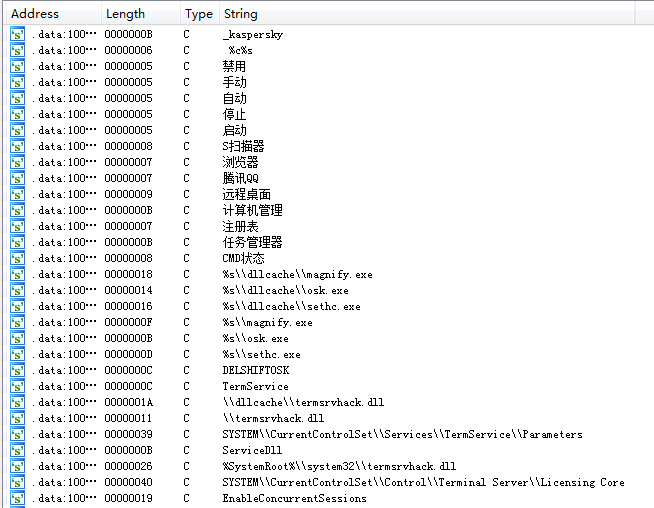 Address Length Type String
.data:100… 0000000B C _kaspersky
.data:100… 00000006 C %c%s
.data:100… 00000005 C 禁用
.data:100… 00000005 C 手动
.data:100… 00000005 C 自动
.data:100… 00000005 C 停止
.data:100… 00000005 C 启动
.data:100… 00000008 C S扫描器
.data:100… 00000007 C 浏览器
.data:100… 00000007 C 腾讯QQ
.data:100… 00000009 C 远程桌面
.data:100… 0000000B C 计算机管理
.data:100… 00000007 C 注册表
.data:100… 0000000B C 任务管理器
.data:100… 00000008 C CMD状态
.data:100… 00000018 C %s\\dllcache\\magnify.exe
.data:100… 00000014 C %s\\dllcache\\osk.exe
.data:100… 00000016 C %s\\dllcache\\sethc.exe
.data:100… 0000000F C %s\\magnify.exe
.data:100… 0000000B C %s\\osk.exe
.data:100… 0000000D C %s\\sethc.exe
.data:100… 0000000C C DELSHIFTOSK
.data:100… 0000000C C TermService
.data:100… 0000001A C \\dllcache\\termsrvhack.dll
.data:100… 00000011 C \\termsrvhack.dll
.data:100… 00000039 C SYSTEM\\CurrentControlSet\\Services\\TermService\\Parameters
.data:100… 0000000B C ServiceDll
.data:100… 00000026 C %SystemRoot%\\system32\\termsrvhack.dll
.data:100… 00000040 C SYSTEM\\CurrentControlSet\\Control\\Terminal Server\\Licensing Core
.data:100… 00000019 C EnableConcurrentSessions